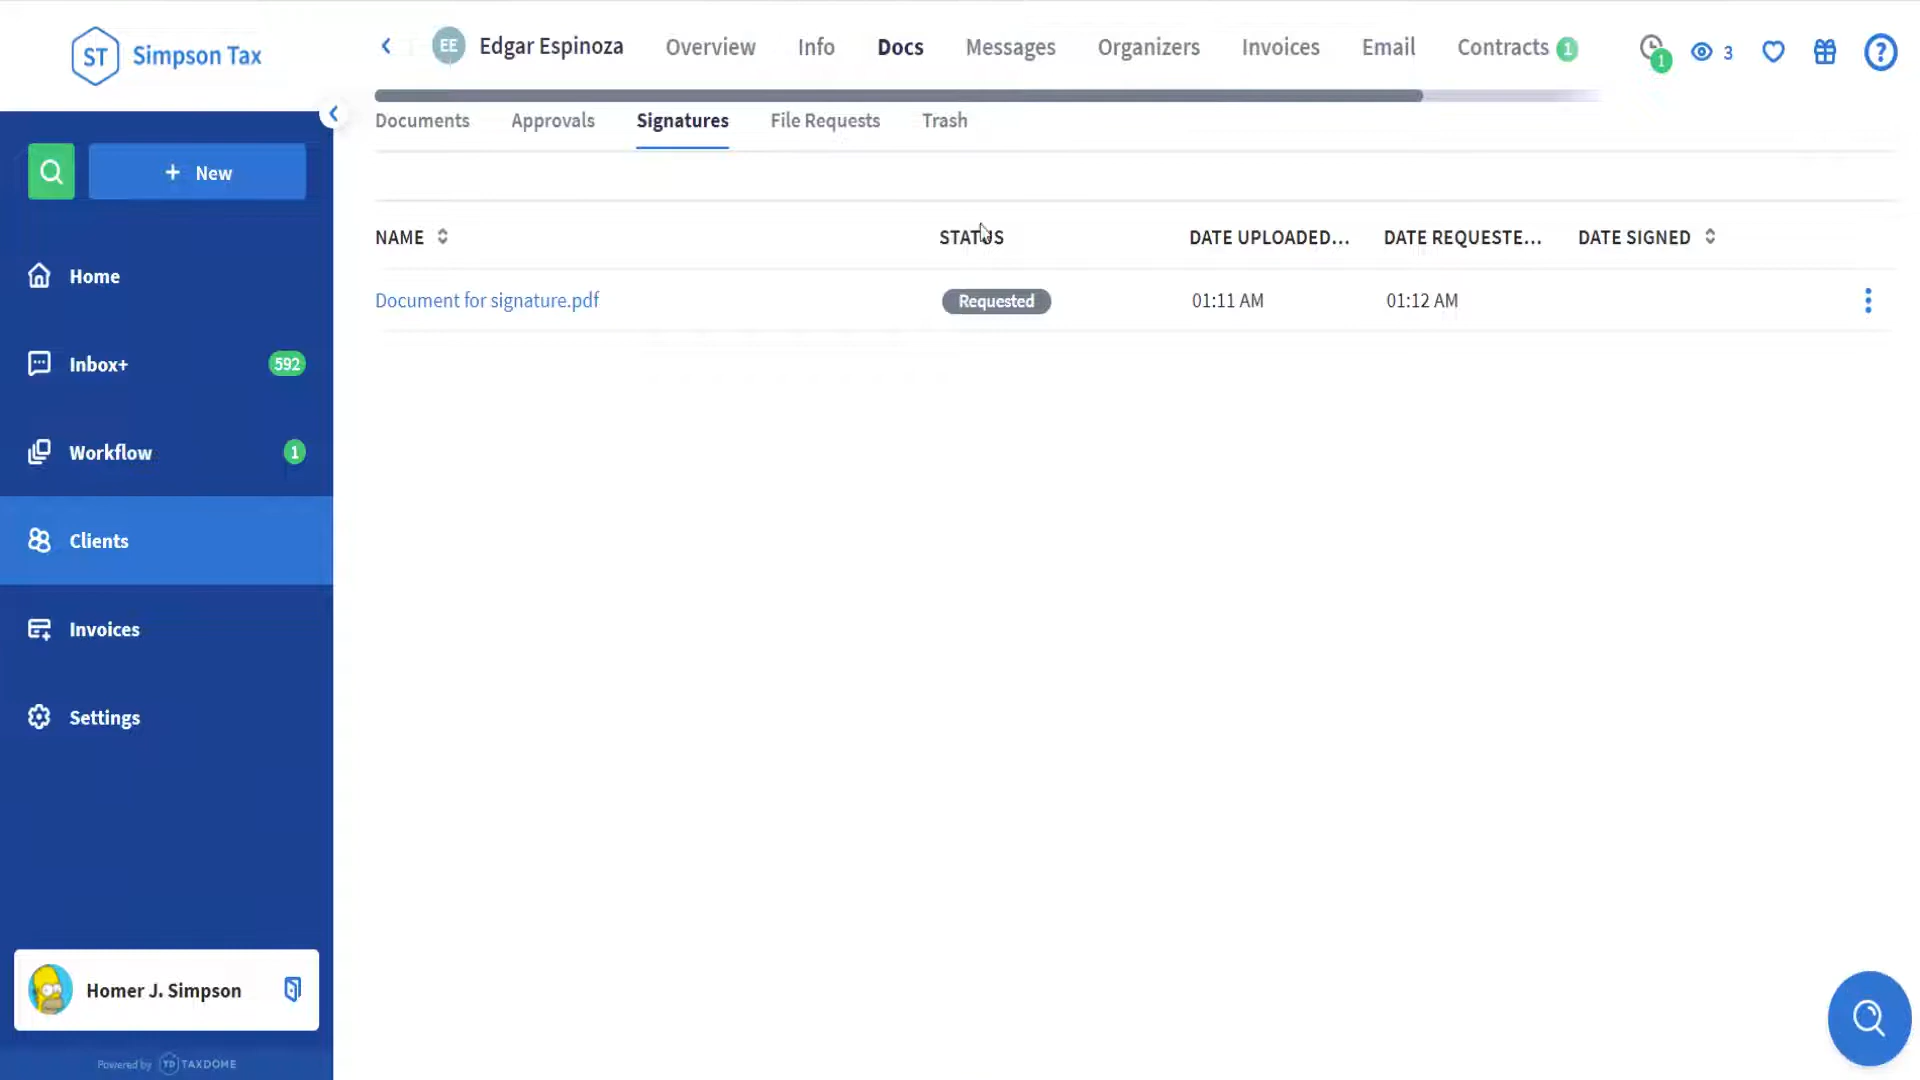 ST Simpson Tax
EE Edgar Espinoza Overview Info Docs Messages Organizers Invoices Email Contracts 1
1 3 ?
Documents Approvals Signatures File Requests Trash
+ New
NAME STATUS DATE UPLOADED... DATE REQUESTE... DATE SIGNED
Document for signature.pdf Requested 01:11 AM 01:12 AM
Home
Inbox+ 592
Workflow 1
Clients
Invoices
Settings
Homer J. Simpson
Powered by TD TAXDOME